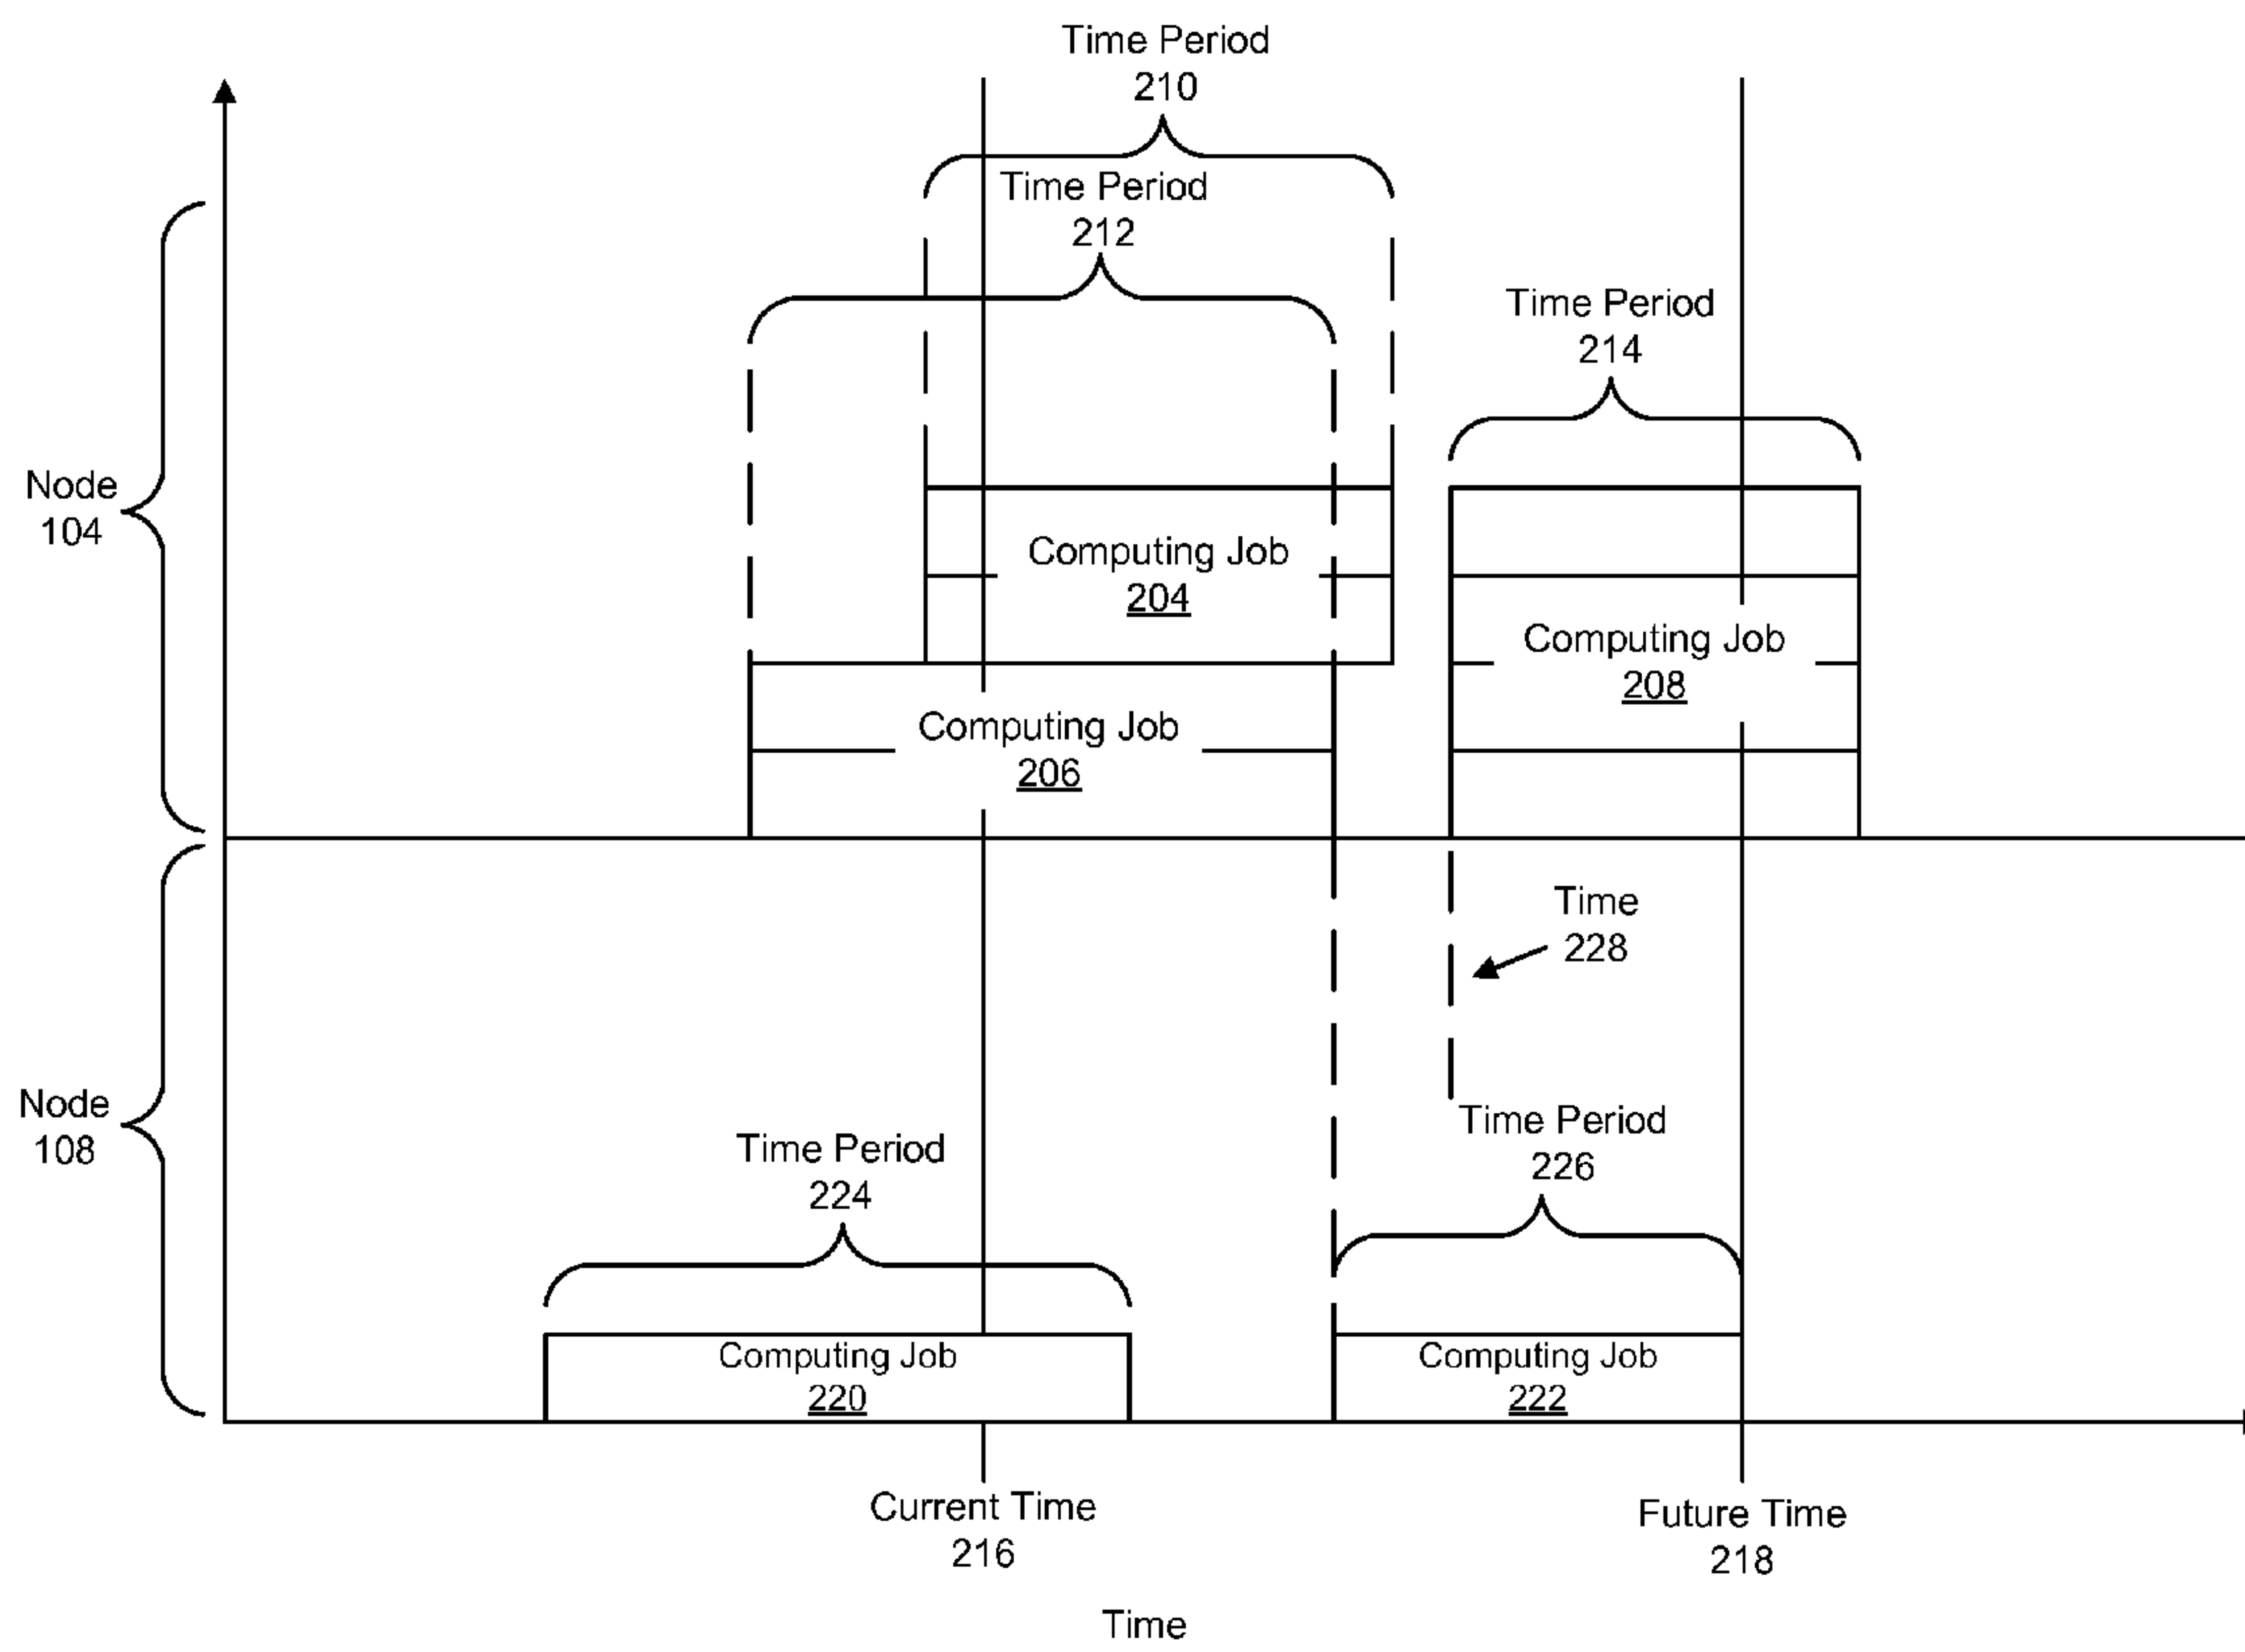 Time Period
210
Time Period
212
Time Period
214
Node
104
Computing Job
204
Computing Job
208
Computing Job
206
Time
228
Node
108
Time Period
226
Time Period
224
Computing Job
220
Computing Job
222
Current Time
216
Future Time
218
Time